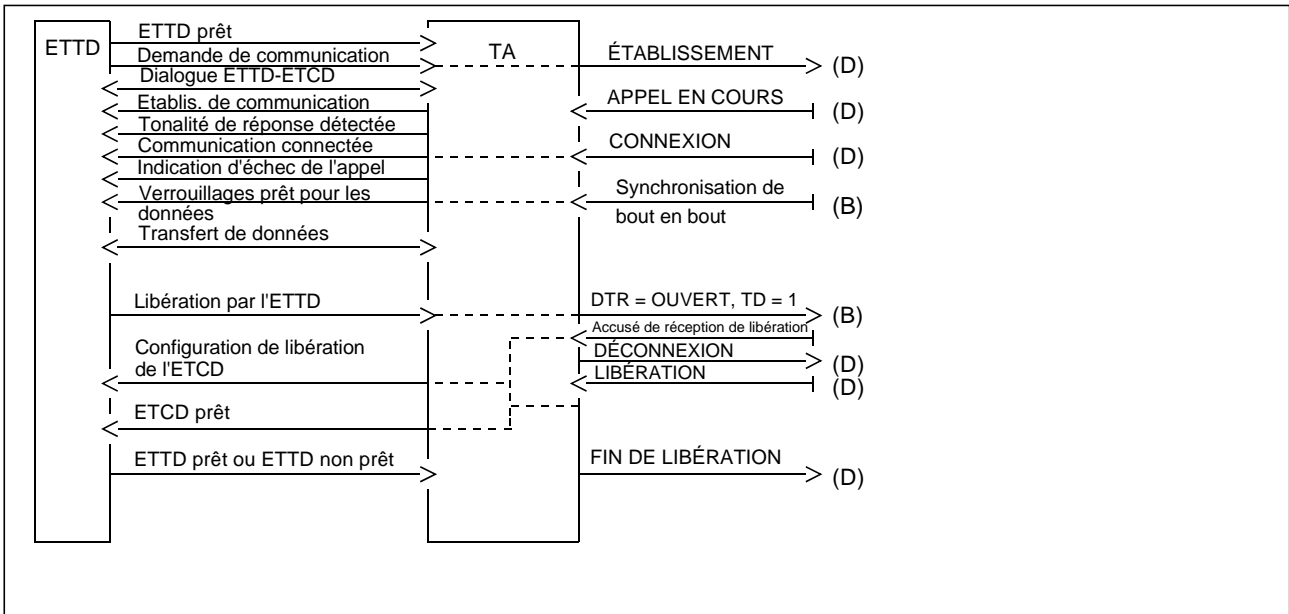 ETTD
ETTD prêt
TA
Demande de communication
ÉTABLISSEMENT
(D)
Dialogue ETTD-ETCD
Etablis. de communication
APPEL EN COURS
(D)
Tonalité de réponse détectée
Communication connectée
CONNEXION
(D)
Indication d'échec de l'appel
Verrouillages prêt pour les
données
Synchronisation de
bout en bout
(B)
Transfert de données
Libération par l'ETTD
DTR = OUVERT, TD = 1
(B)
Accusé de réception de libération
Configuration de libération
de l'ETCD
DÉCONNEXION
(D)
LIBÉRATION
(D)
ETCD prêt
ETTD prêt ou ETTD non prêt
FIN DE LIBÉRATION
(D)